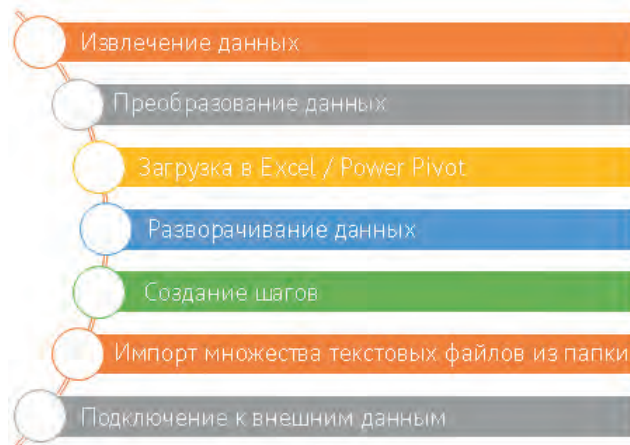 Извлечение данных
Преобразование данных
Загрузка в Excel / Power Pivot
Разворачивание данных
Создание шагов
Импорт множества текстовых файлов из папки
Подключение к внешним данным